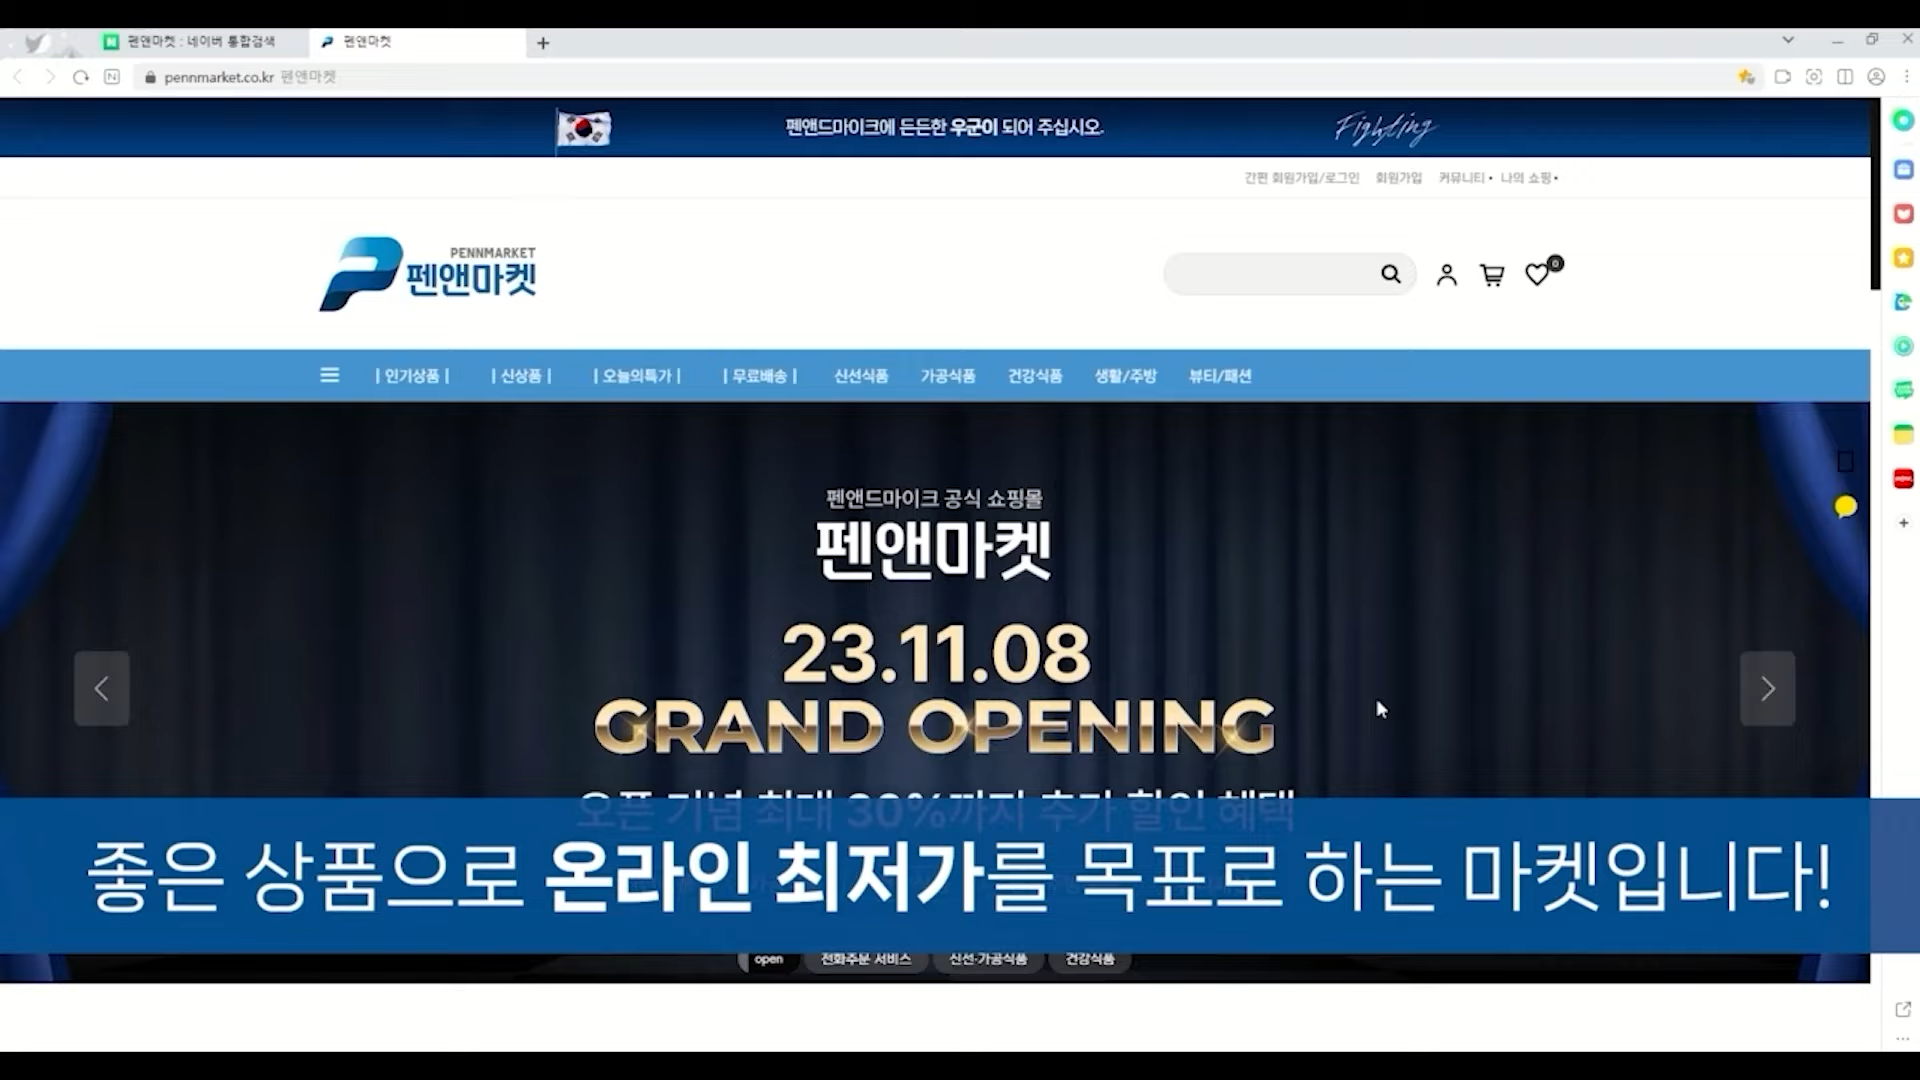 펜앤마켓 : 네이버 통합검색
펜앤마켓
pennmarket.co.kr 펜앤마켓
펜앤드마이크에 든든한 우군이 되어 주십시오.
Fighting
간편 회원가입/로그인 회원가입 커뮤니티 • 나의 쇼핑 •
PENNMARKET
펜앤마켓
0
| 인기상품 | | 신상품 | | 오늘의특가 | | 무료배송 | 신선식품 가공식품 건강식품 생활/주방 뷰티/패션
펜앤드마이크 공식 쇼핑몰
펜앤마켓
23.11.08
GRAND OPENING
오픈 기념 최대 30%까지 추가 할인 혜택
좋은 상품으로 온라인 최저가를 목표로 하는 마켓입니다!
open 전화주문 서비스 신선·가공식품 건강식품